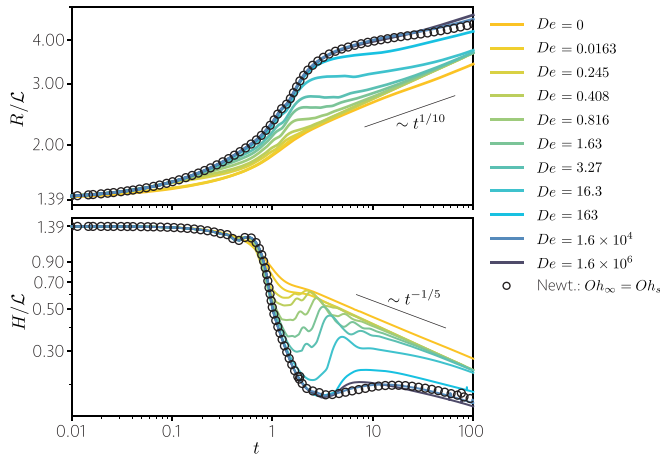 4.00
3.00
2.00
1.39
R/ℒ
∼ t^{1/10}
1.39
0.90
0.70
0.50
0.30
H/ℒ
∼ t^{−1/5}
0.01
0.1
1
10
100
t
De = 0
De = 0.0163
De = 0.245
De = 0.408
De = 0.816
De = 1.63
De = 3.27
De = 16.3
De = 163
De = 1.6 × 10^4
De = 1.6 × 10^6
Newt.: Oh_∞ = Oh_s